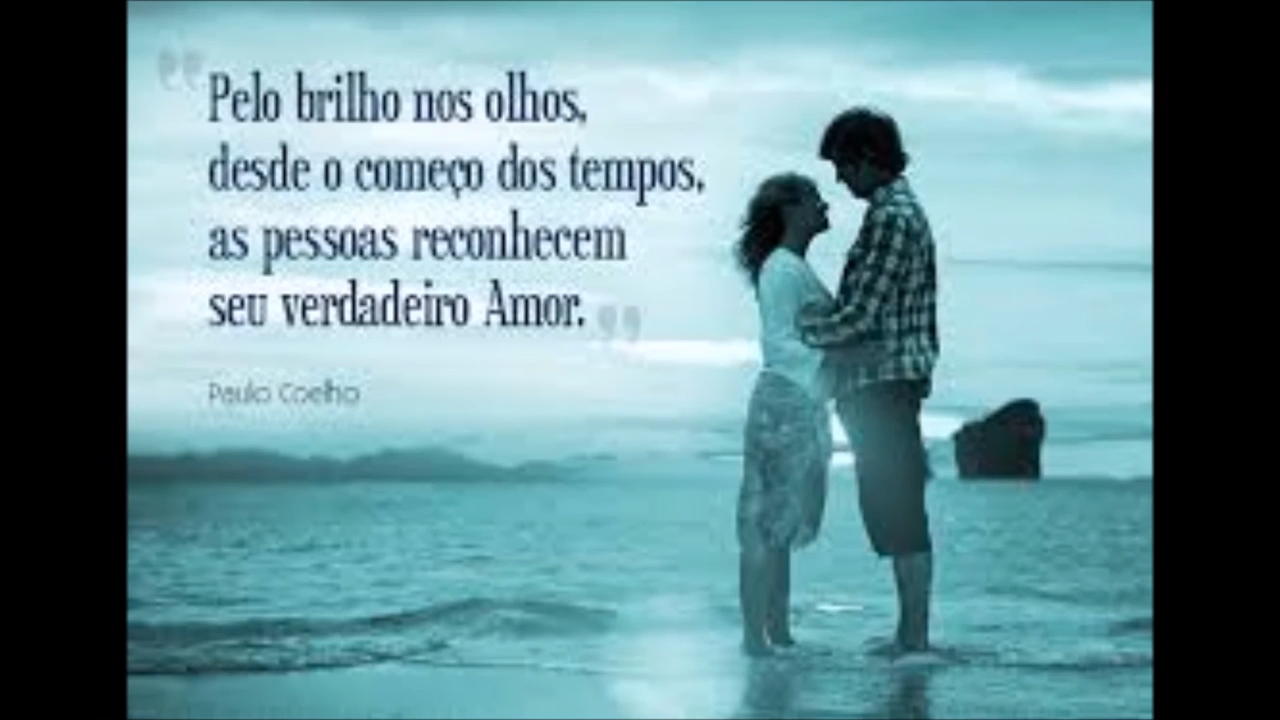 “Pelo brilho nos olhos,
desde o começo dos tempos,
as pessoas reconhecem
seu verdadeiro Amor.”
Paulo Coelho